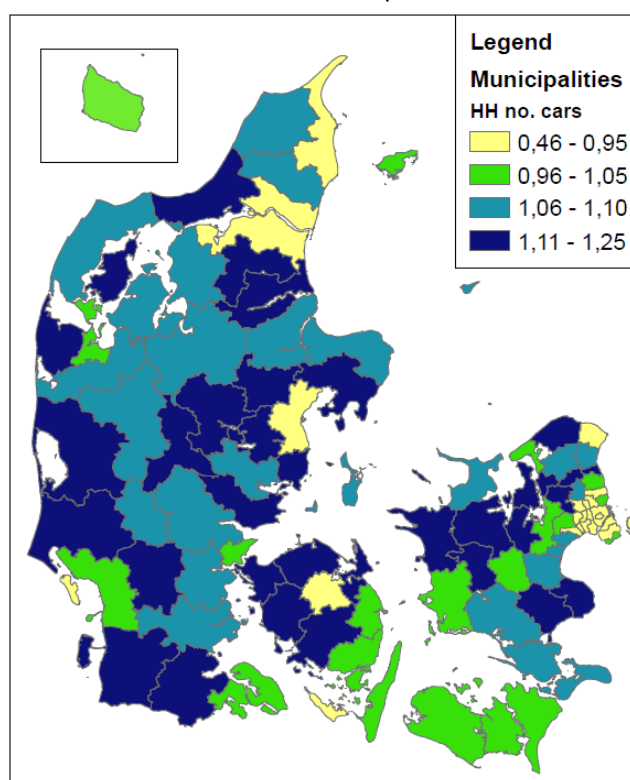 Legend
Municipalities
HH no. cars
0,46 - 0,95
0,96 - 1,05
1,06 - 1,10
1,11 - 1,25